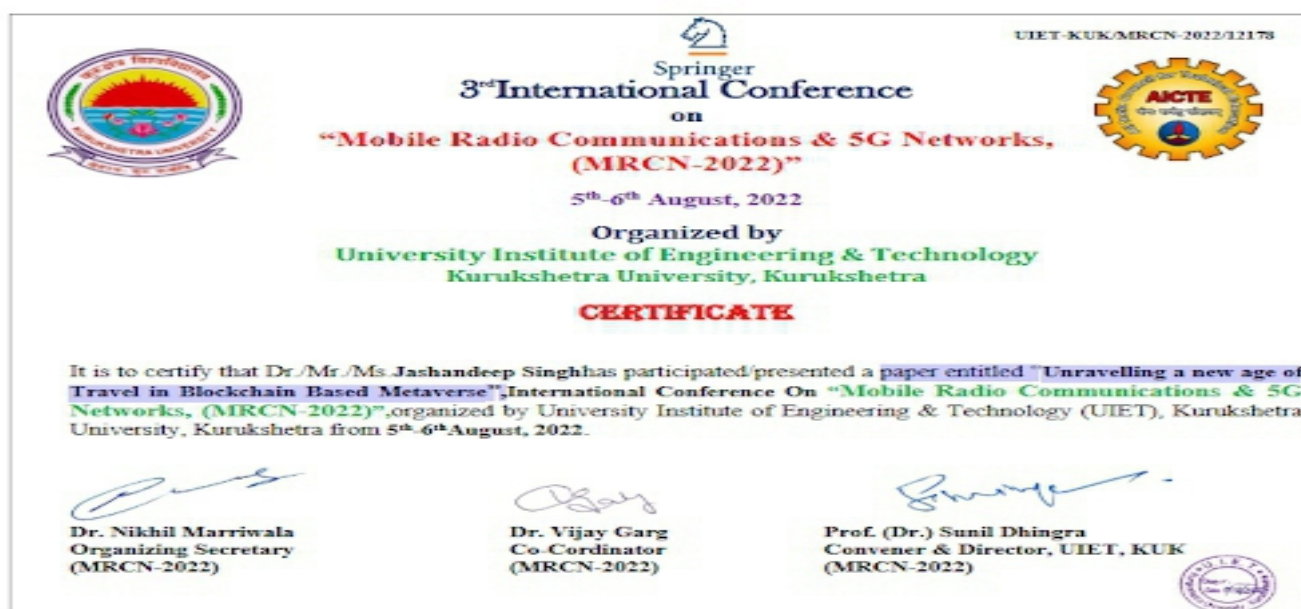 UIET-KUK/MRCN-2022/12178
Springer
3rd International Conference
on
“Mobile Radio Communications & 5G Networks,
(MRCN-2022)”
5th-6th August, 2022
Organized by
University Institute of Engineering & Technology
Kurukshetra University, Kurukshetra
CERTIFICATE
KURUKSHETRA UNIVERSITY
AICTE
It is to certify that Dr./Mr./Ms. Jashandeep Singhhas participated/presented a paper entitled "Unravelling a new age of
Travel in Blockchain Based Metaverse",International Conference On “Mobile Radio Communications & 5G
Networks, (MRCN-2022)”,organized by University Institute of Engineering & Technology (UIET), Kurukshetra
University, Kurukshetra from 5th-6thAugust, 2022.
Dr. Nikhil Marriwala
Organizing Secretary
(MRCN-2022)
Dr. Vijay Garg
Co-Cordinator
(MRCN-2022)
Prof. (Dr.) Sunil Dhingra
Convener & Director, UIET, KUK
(MRCN-2022)